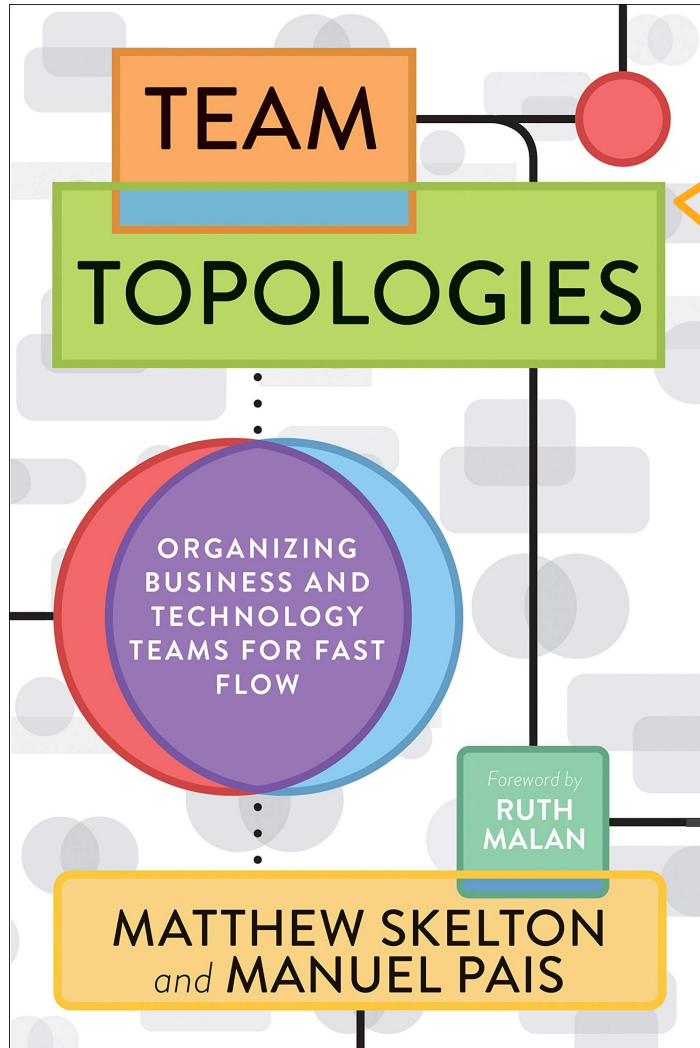 TEAM
TOPOLOGIES
ORGANIZING
BUSINESS AND
TECHNOLOGY
TEAMS FOR FAST
FLOW
Foreword by
RUTH
MALAN
MATTHEW SKELTON
and MANUEL PAIS